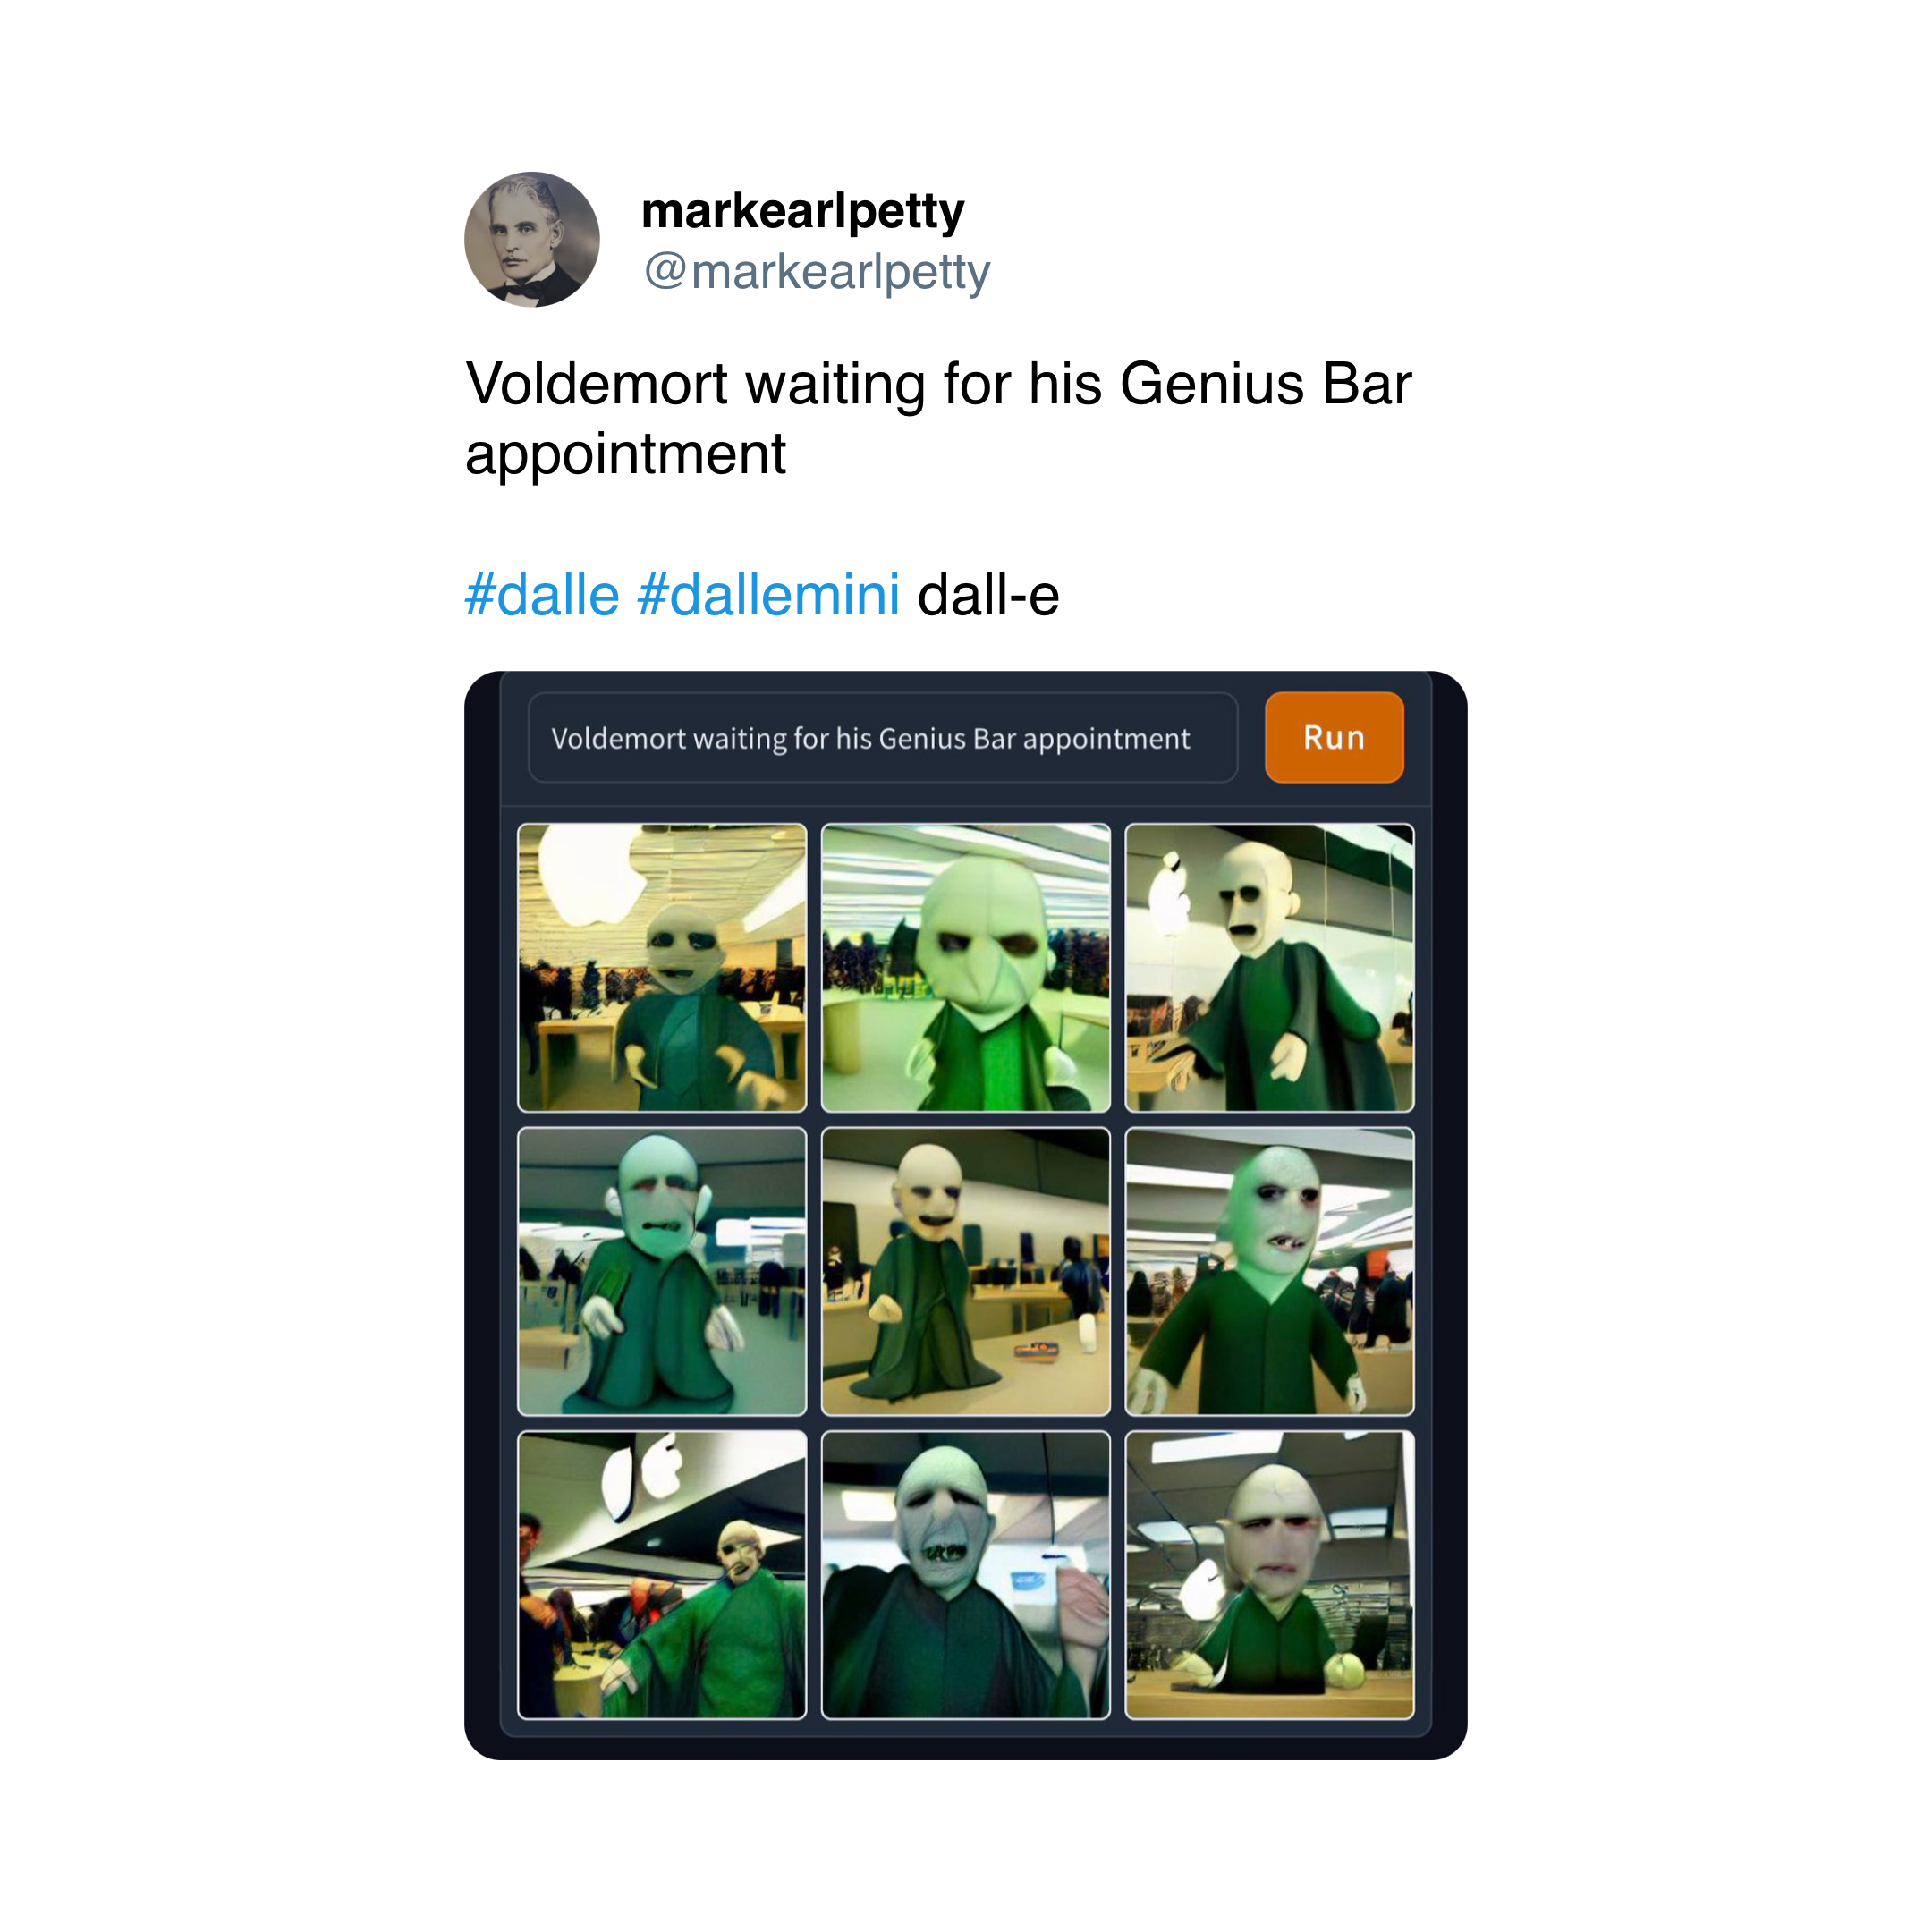 markearlpetty
@markearlpetty
Voldemort waiting for his Genius Bar
appointment
#dalle #dallemini dall-e
Voldemort waiting for his Genius Bar appointment
Run